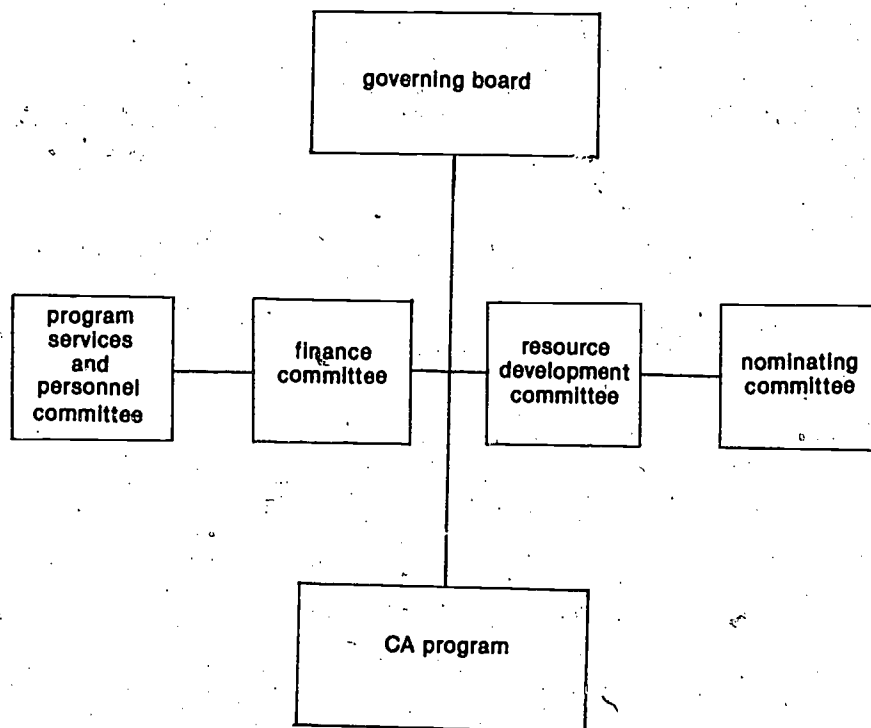 governing board
program
services
and
personnel
committee
finance
committee
resource
development
committee
nominating
committee
CA program